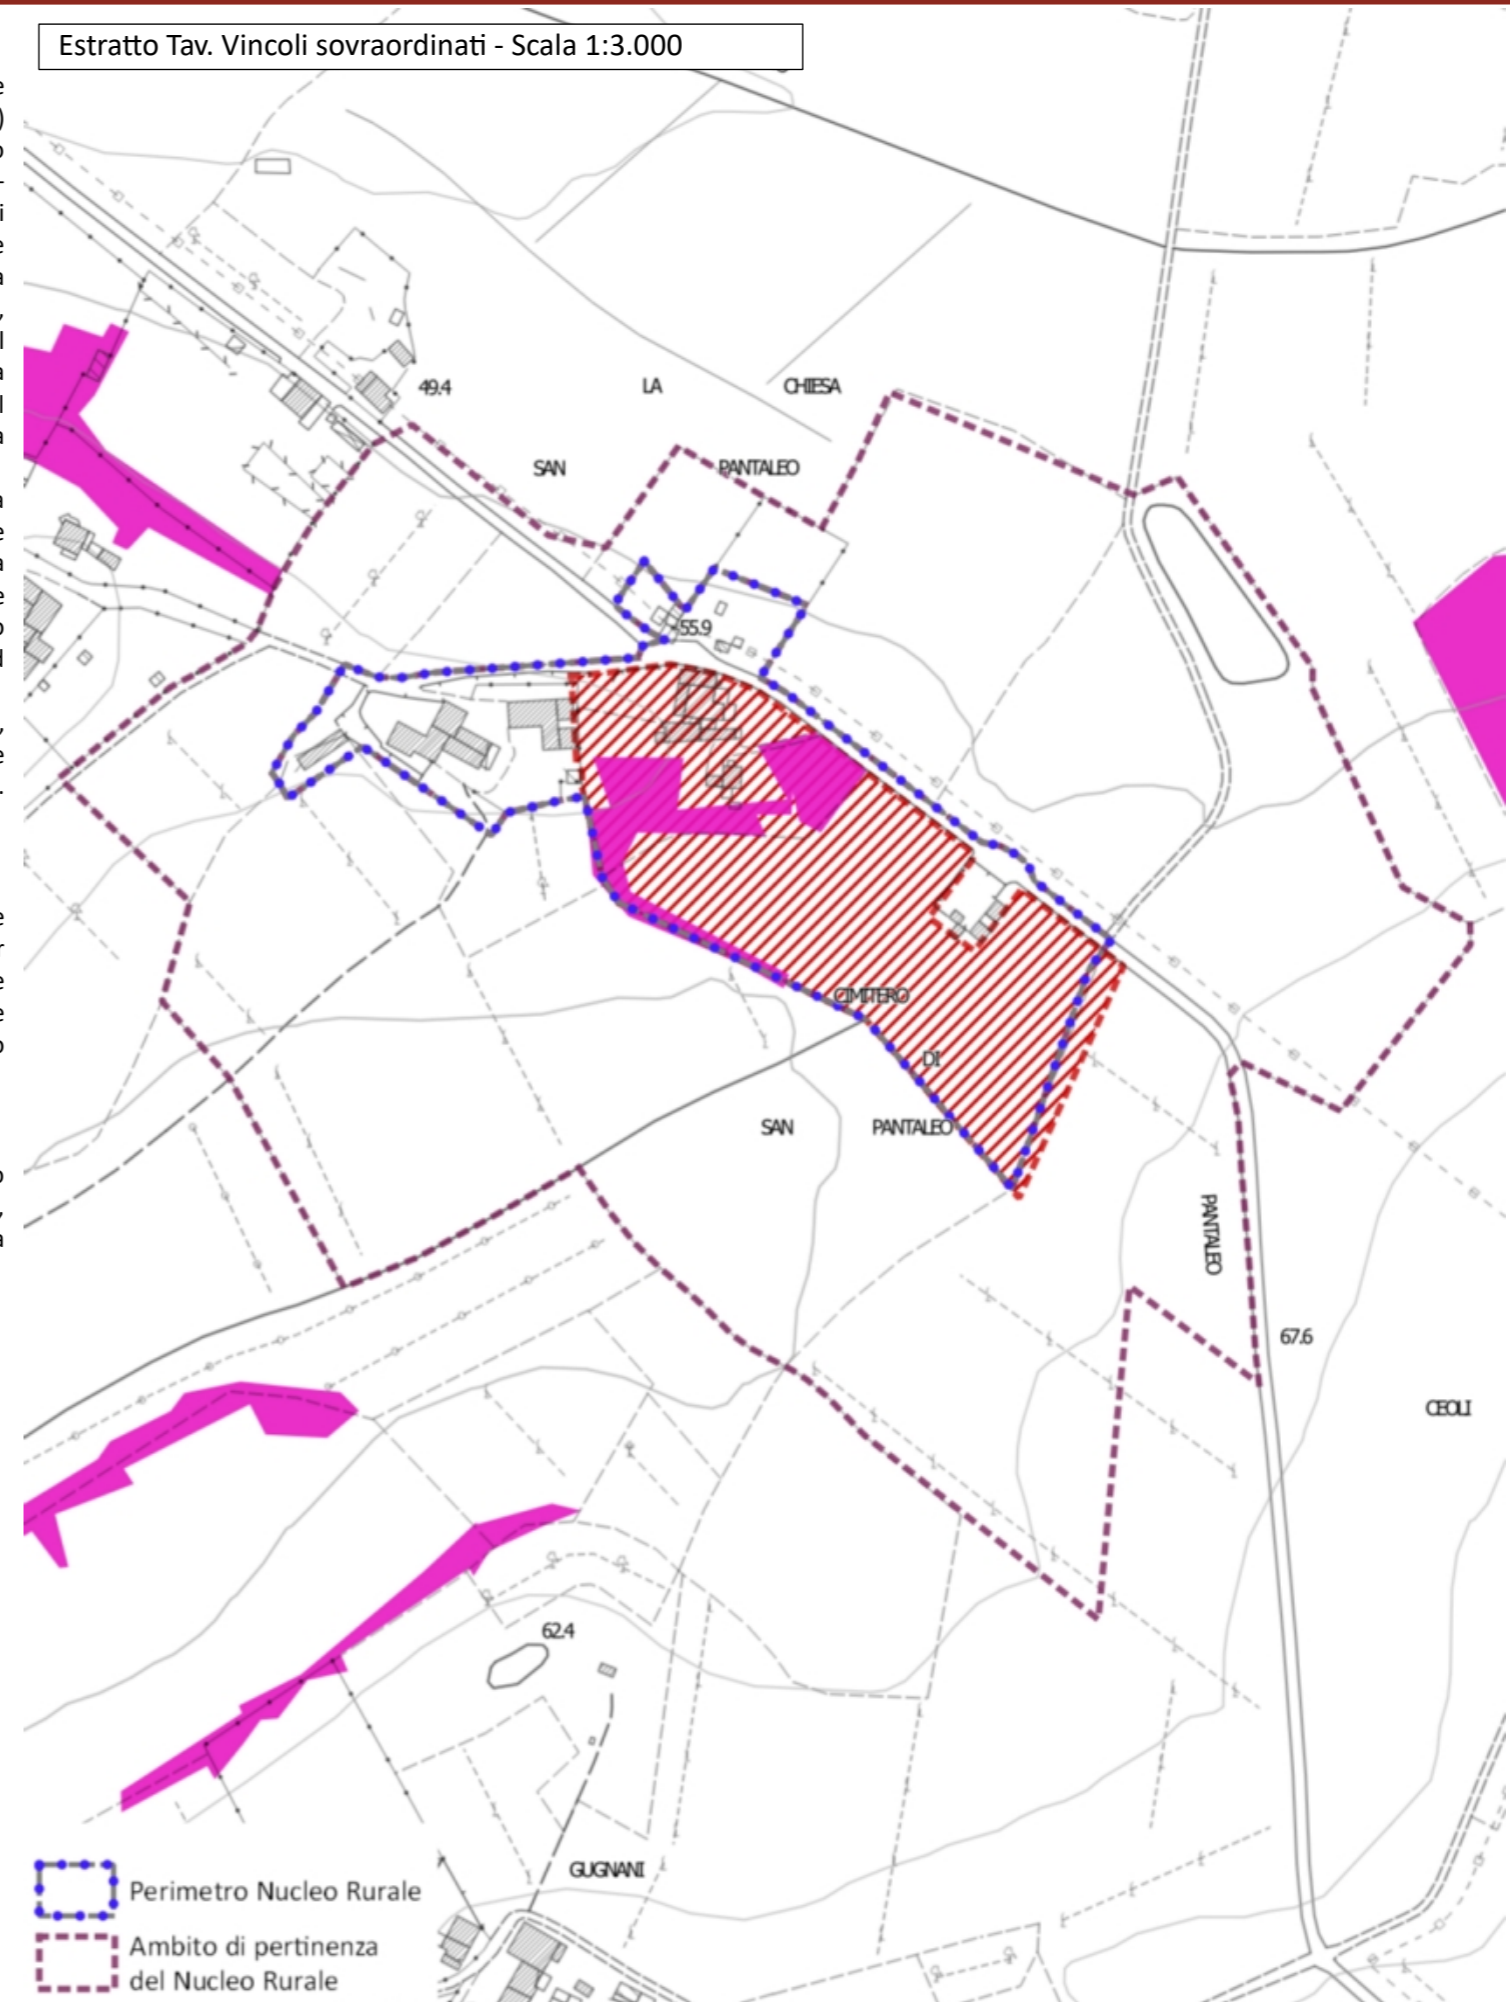 Estratto Tav. Vincoli sovraordinati - Scala 1:3.000
49.4
LA CHIESA
SAN PANTALEO
55.9
CIMITERO
DI
SAN PANTALEO
PANTALEO
67.6
CEOLI
62.4
GUGNANI
Perimetro Nucleo Rurale
Ambito di pertinenza
del Nucleo Rurale